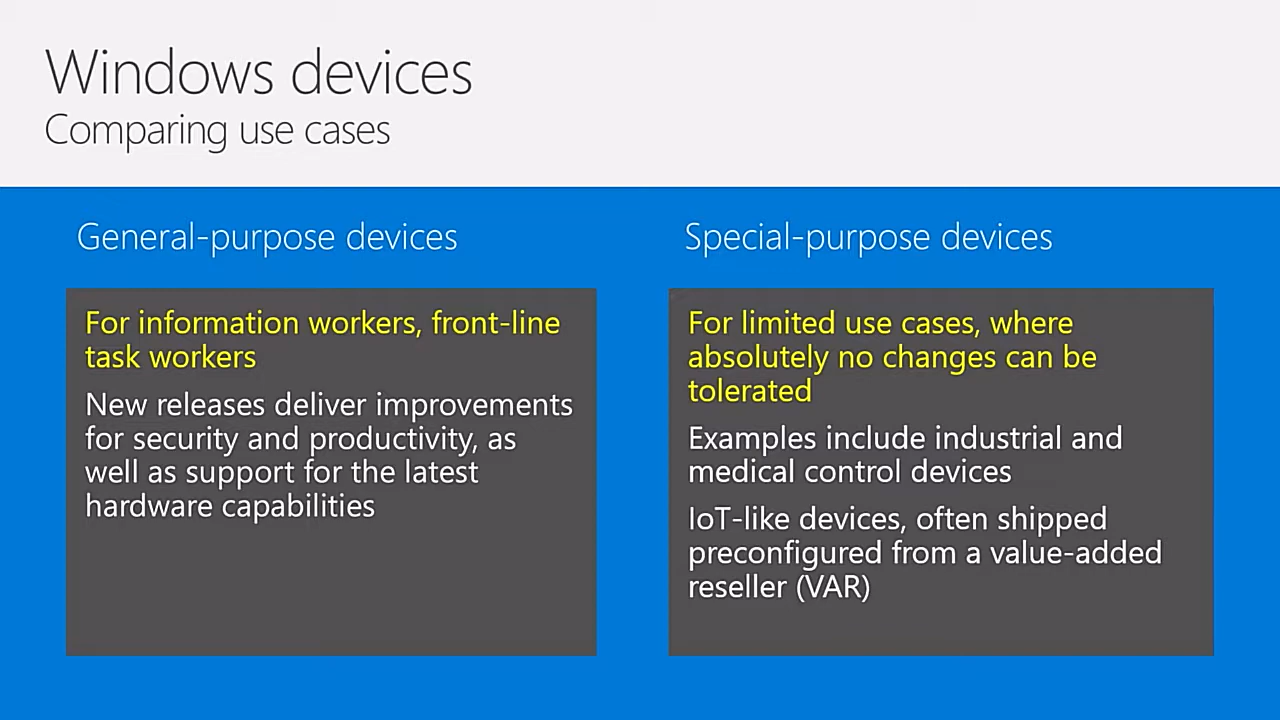 Windows devices
Comparing use cases
General-purpose devices
For information workers, front-line
task workers
New releases deliver improvements
for security and productivity, as
well as support for the latest
hardware capabilities
Special-purpose devices
For limited use cases, where
absolutely no changes can be
tolerated
Examples include industrial and
medical control devices
IoT-like devices, often shipped
preconfigured from a value-added
reseller (VAR)